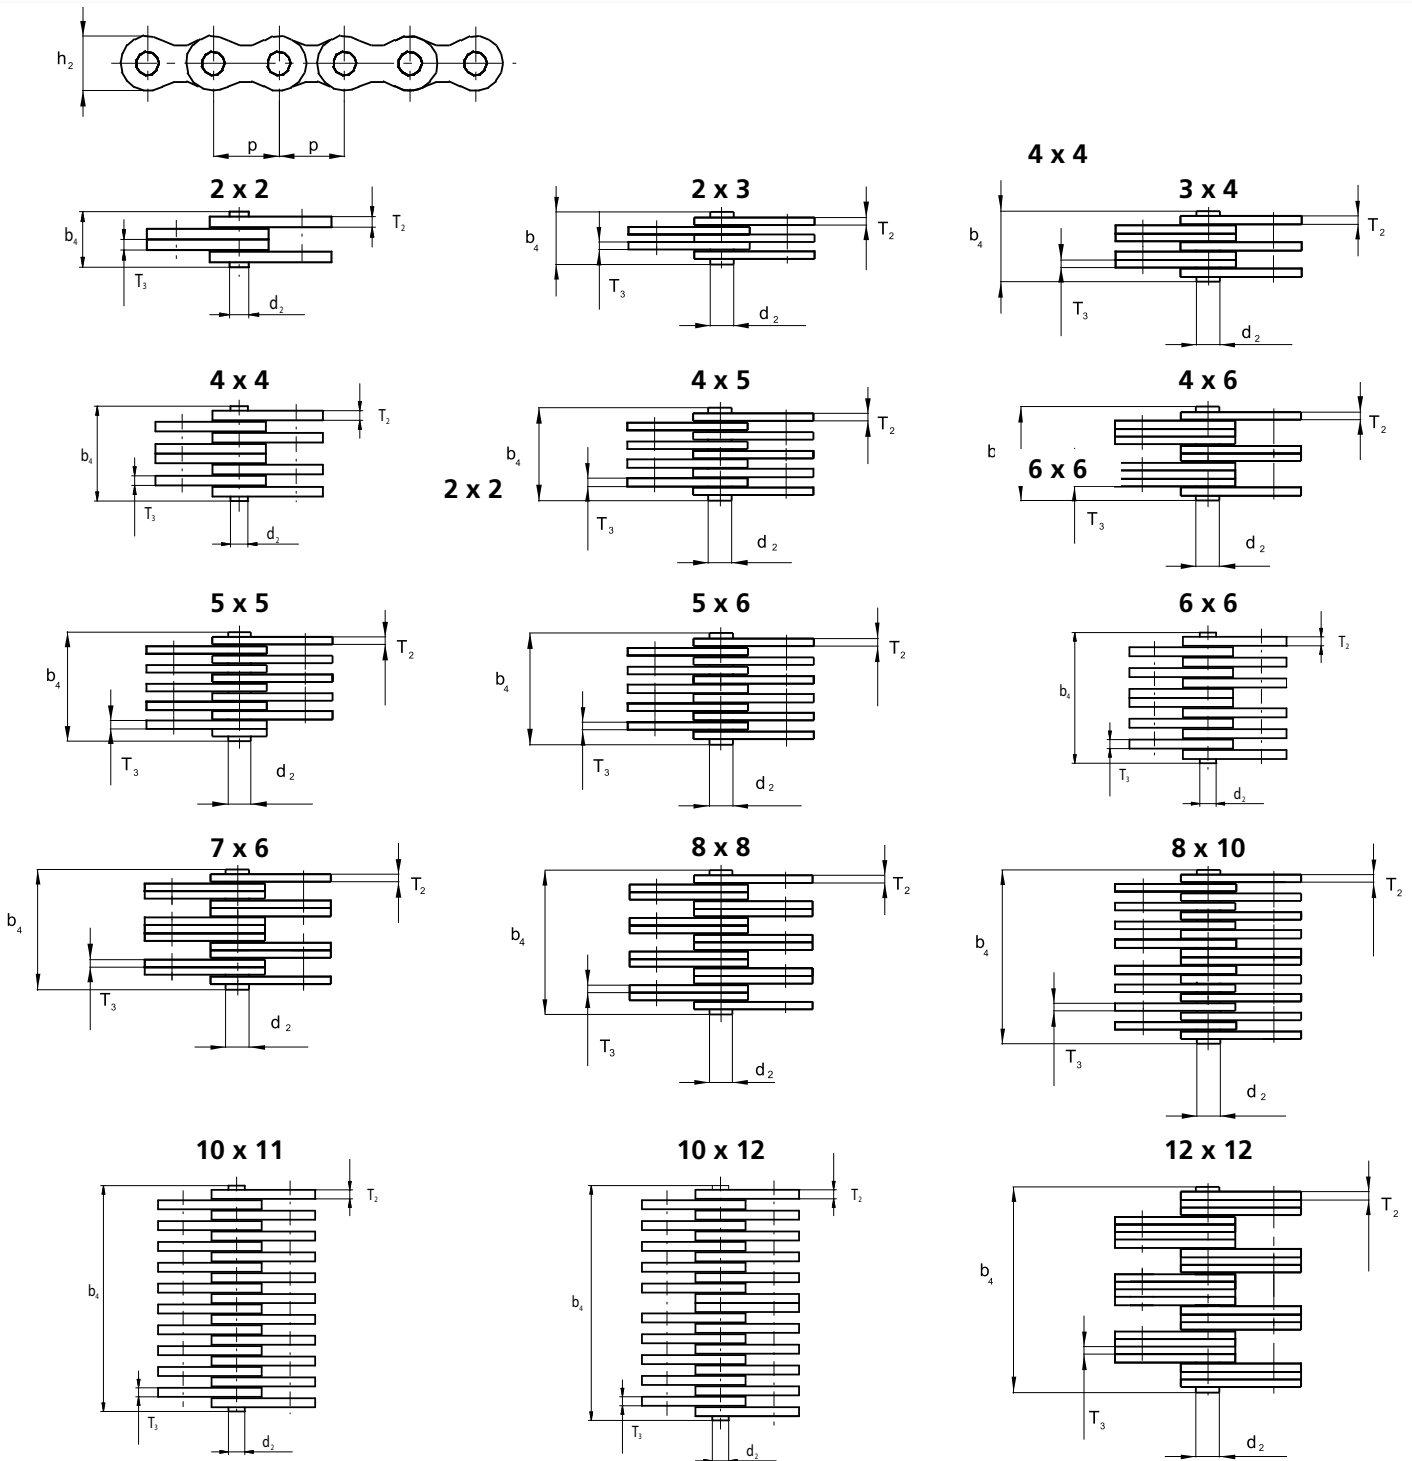 h2
p p
4 x 4
2 x 2 2 x 3 3 x 4
b4 T2 T3 d2
b4 T2 T3 d2
b4 T2 T3 d2
4 x 4 4 x 5 4 x 6
b4 T2 T3 d2
2 x 2
b4 T2 T3 d2
b T2
6 x 6
T3 d2
5 x 5 5 x 6 6 x 6
b4 T2 T3 d2
b4 T2 T3 d2
b4 T2 T3 d2
7 x 6 8 x 8 8 x 10
b4 T2 T3 d2
b4 T2 T3 d2
b4 T2 T3 d2
10 x 11 10 x 12 12 x 12
b4 T2 T3 d2
b4 T2 T3 d2
b4 T2 T3 d2